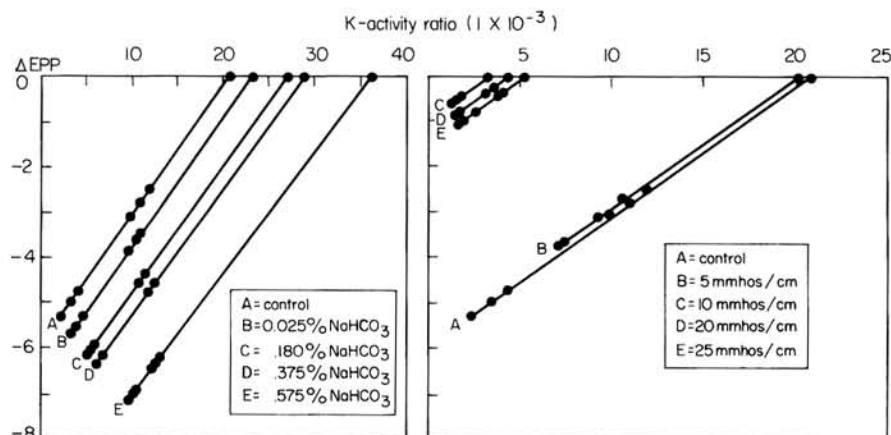 K-activity ratio (1 X 10⁻³)
10 20 30 40
5 10 15 20 25
ΔEPP
0
-2
-4
-6
-8
A
B
C
D
E
A = control
B = 0.025% NaHCO₃
C = .180% NaHCO₃
D = .375% NaHCO₃
E = .575% NaHCO₃
C
D
E
B
A
A = control
B = 5 mmhos/cm
C = 10 mmhos/cm
D = 20 mmhos/cm
E = 25 mmhos/cm